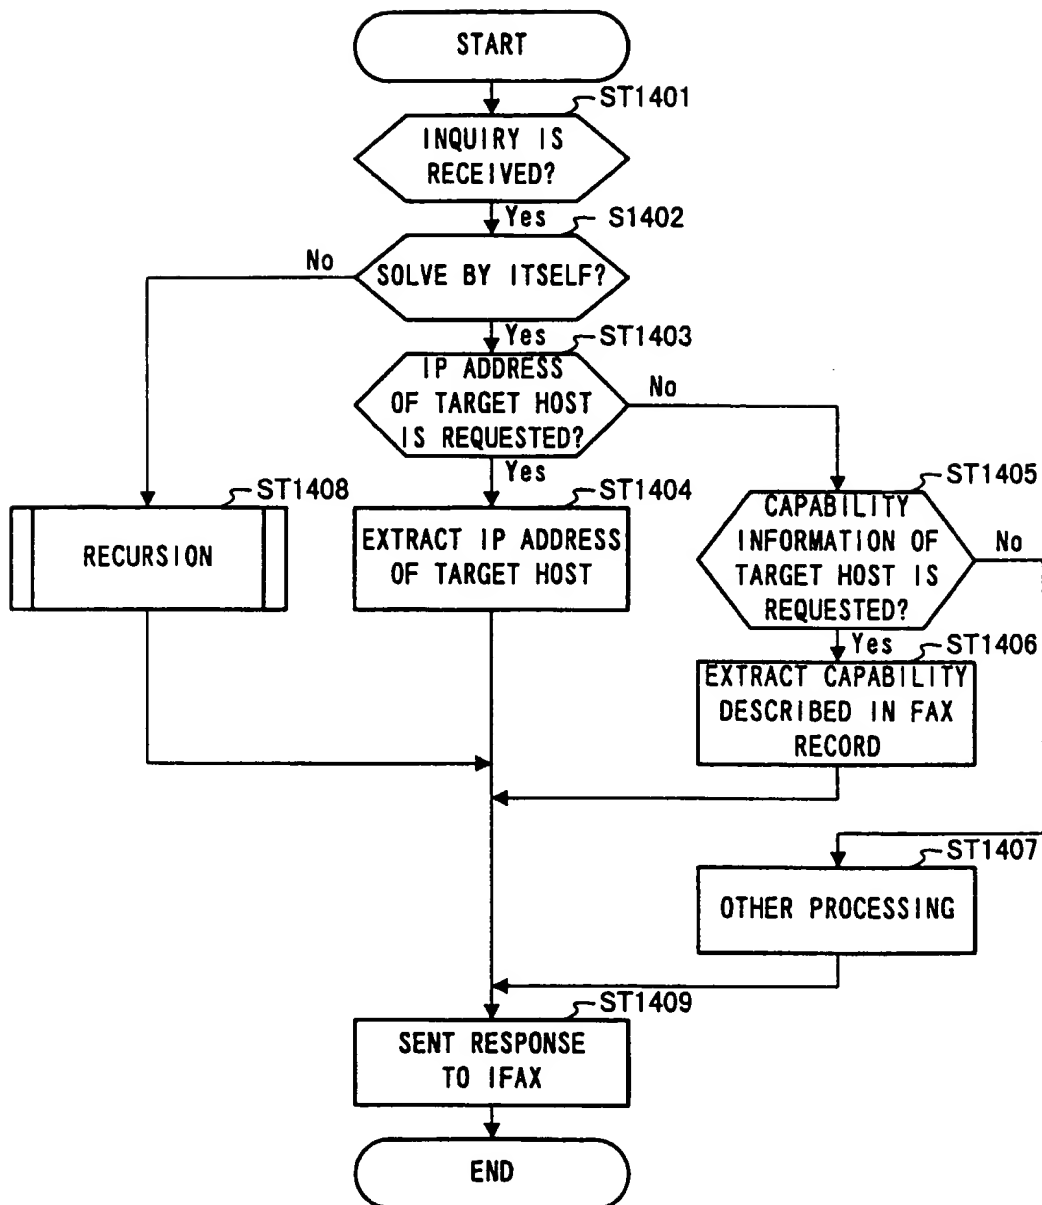 START
ST1401
INQUIRY IS
RECEIVED?
Yes
S1402
No
SOLVE BY ITSELF?
Yes
ST1403
IP ADDRESS
OF TARGET HOST
IS REQUESTED?
No
Yes
ST1408
RECURSION
ST1404
EXTRACT IP ADDRESS
OF TARGET HOST
ST1405
CAPABILITY
INFORMATION OF
TARGET HOST IS
REQUESTED?
No
Yes
ST1406
EXTRACT CAPABILITY
DESCRIBED IN FAX
RECORD
ST1407
OTHER PROCESSING
ST1409
SENT RESPONSE
TO IFAX
END